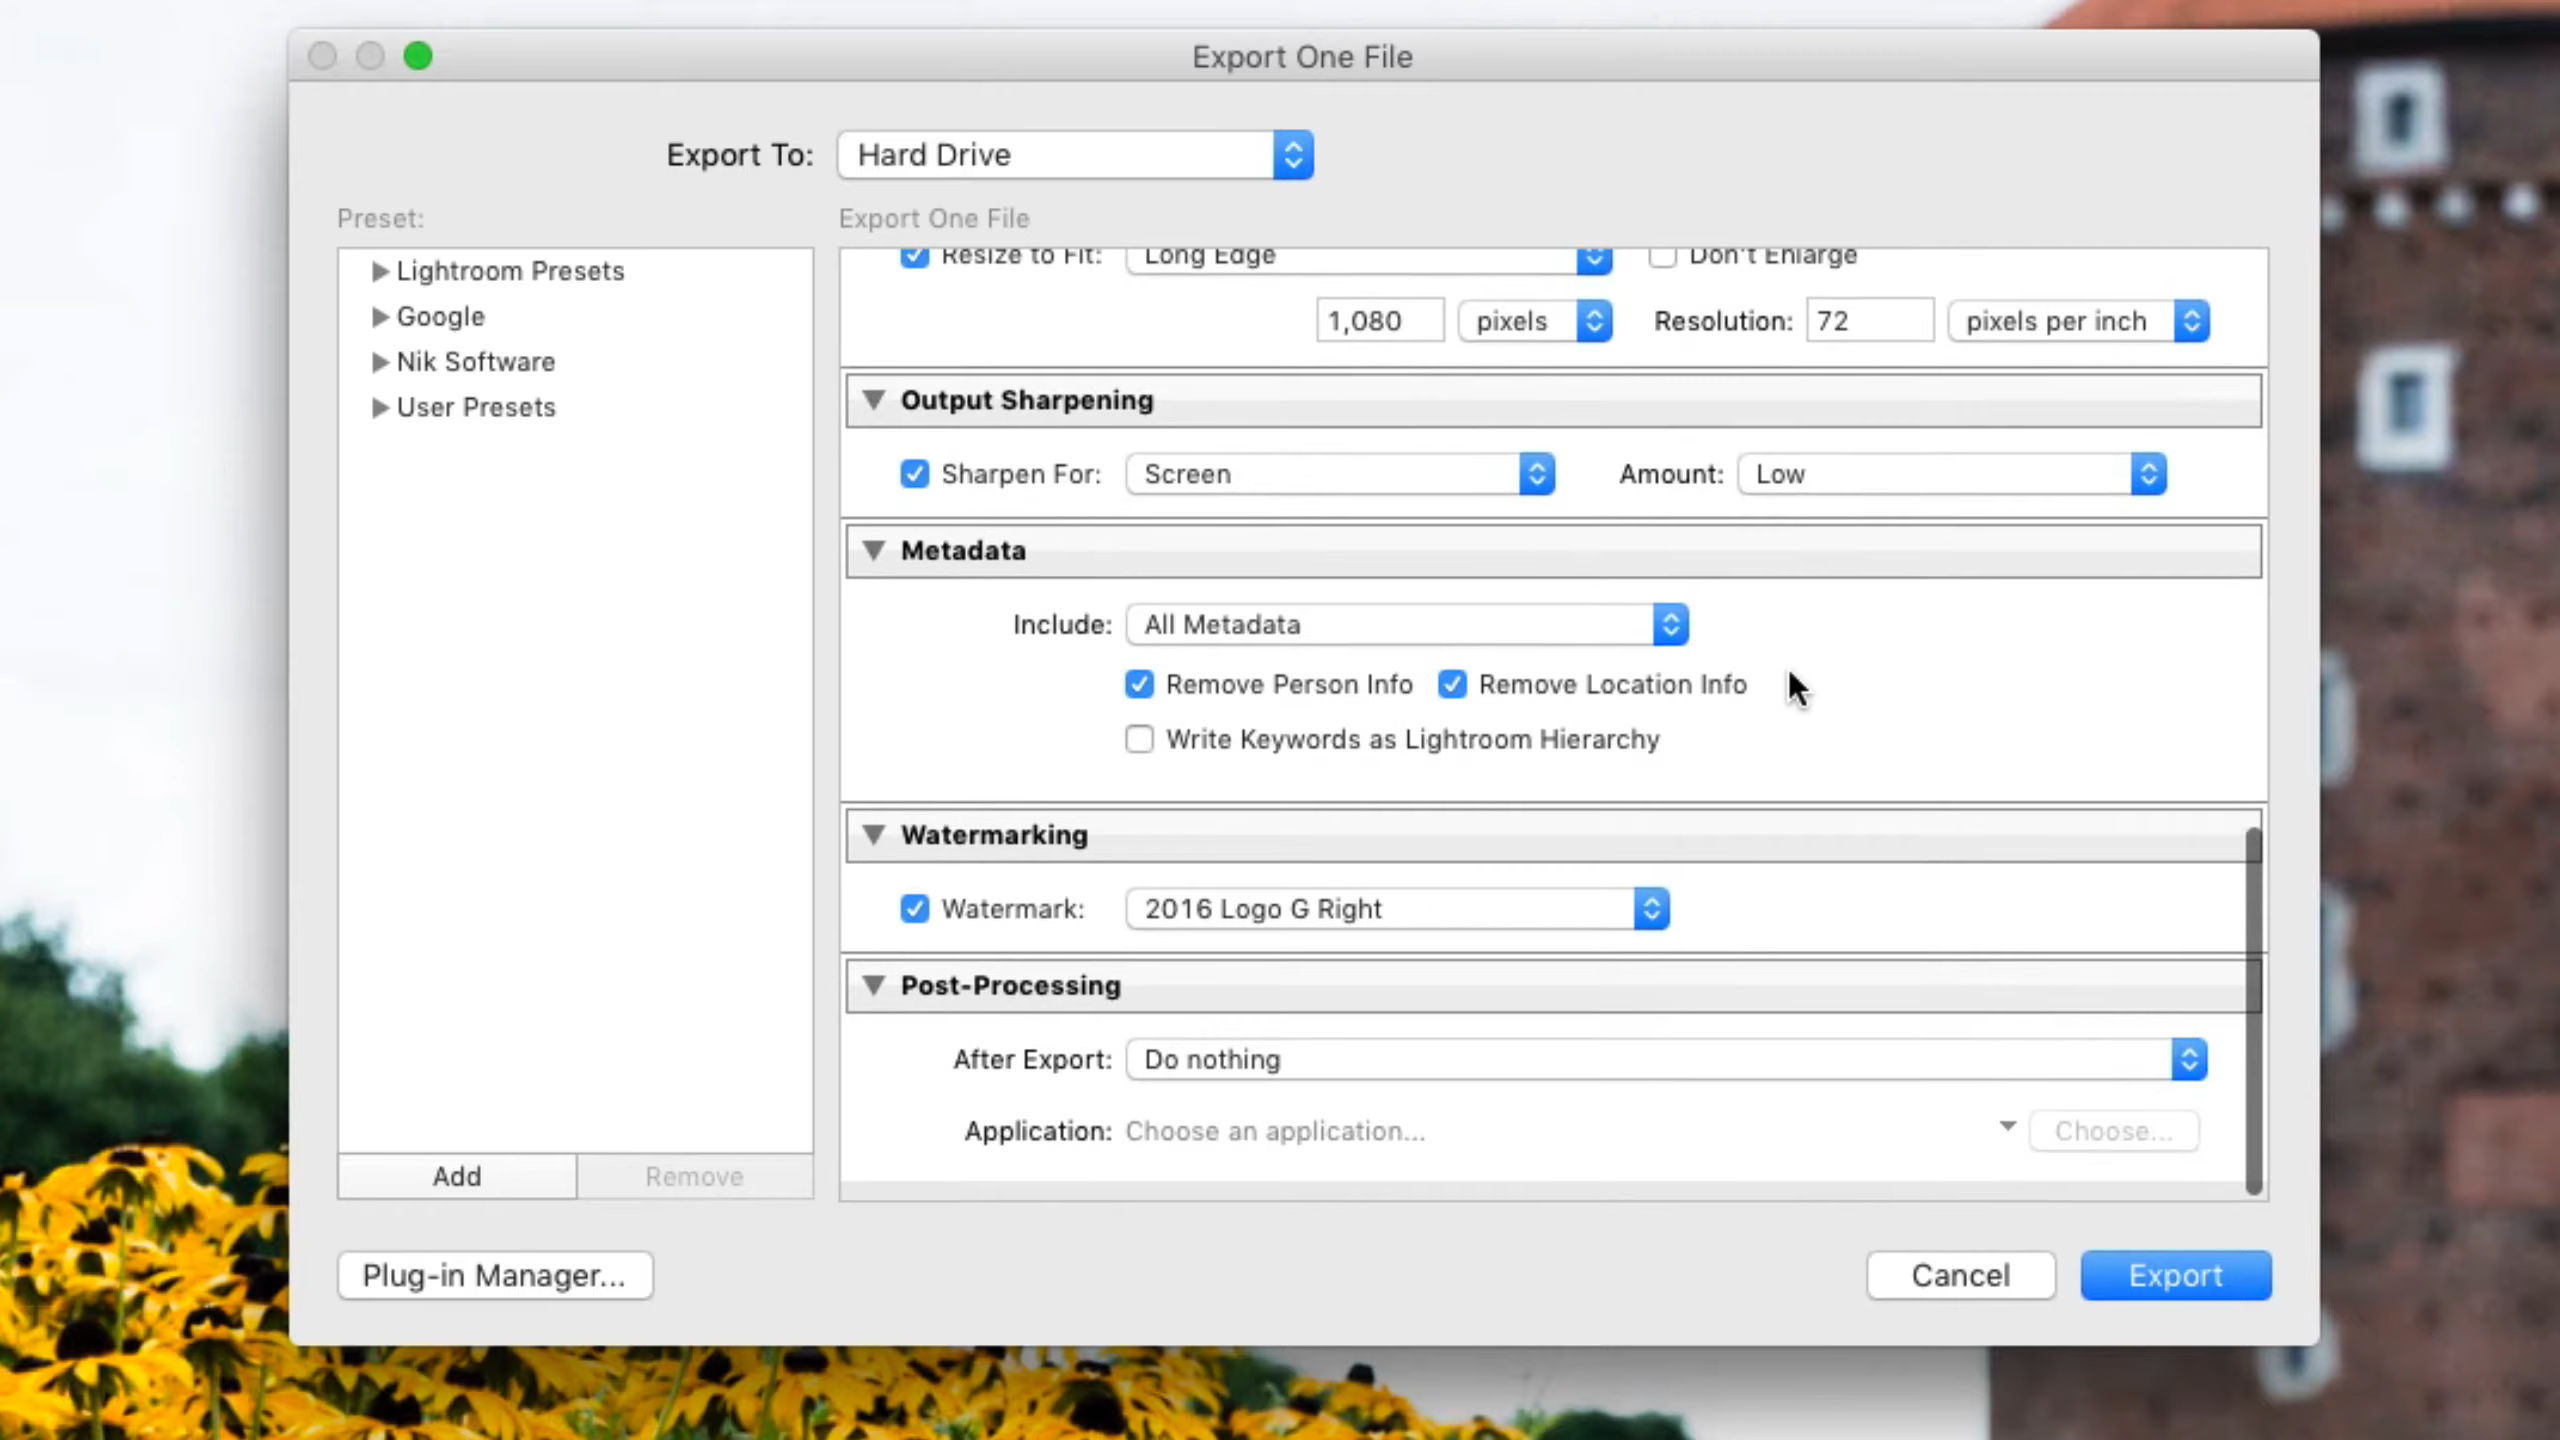 Export One File
Export To: Hard Drive
Preset:
Lightroom Presets
Google
Nik Software
User Presets
Add Remove
Export One File
Resize to Fit: Long Edge Don't Enlarge
1,080 pixels Resolution: 72 pixels per inch
Output Sharpening
Sharpen For: Screen Amount: Low
Metadata
Include: All Metadata
Remove Person Info Remove Location Info
Write Keywords as Lightroom Hierarchy
Watermarking
Watermark: 2016 Logo G Right
Post-Processing
After Export: Do nothing
Application: Choose an application... Choose...
Plug-in Manager... Cancel Export